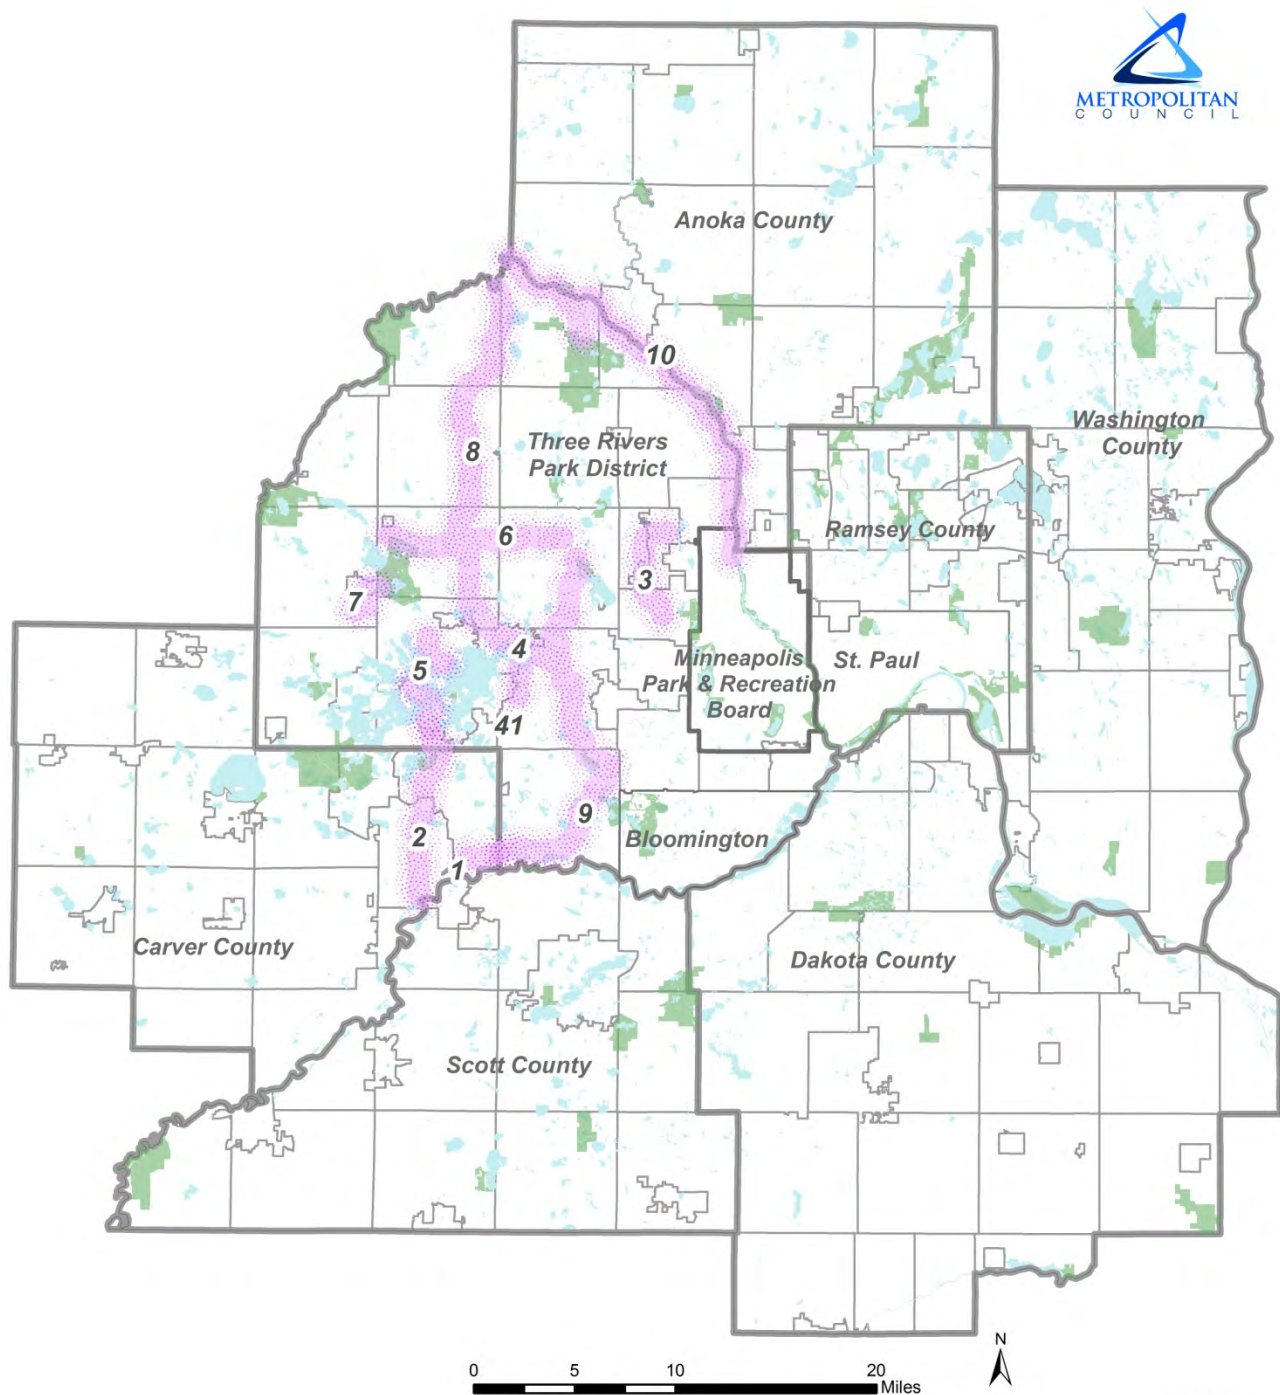 METROPOLITAN
COUNCIL
Anoka County
10
Washington
County
Three Rivers
Park District
8
Ramsey County
6
3
7
4
5
Minneapolis
Park & Recreation
Board
St. Paul
41
9
2
Bloomington
1
Carver County
Dakota County
Scott County
N
0 5 10 20
Miles